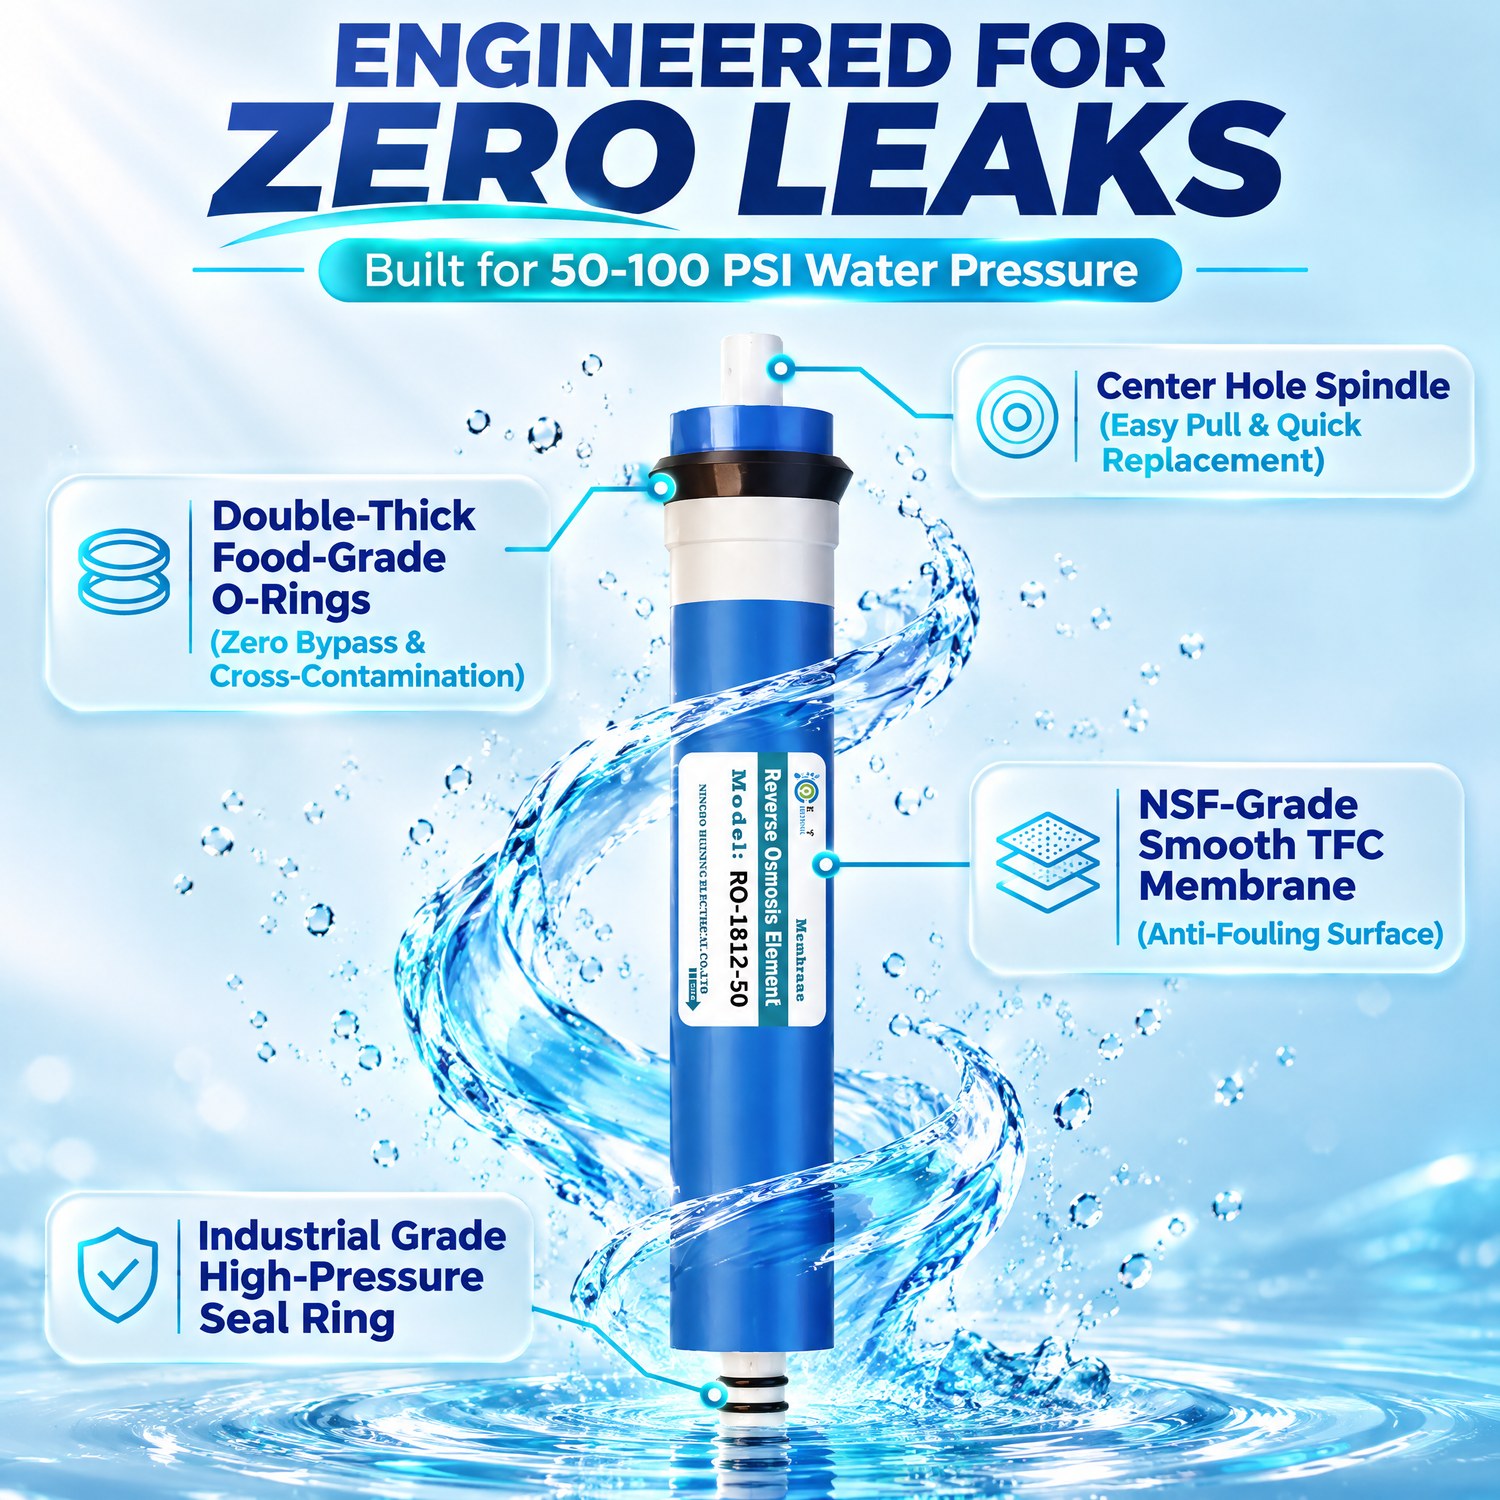 ENGINEERED FOR
ZERO LEAKS
Built for 50-100 PSI Water Pressure
Center Hole Spindle
(Easy Pull & Quick
Replacement)
Double-Thick
Food-Grade
O-Rings
(Zero Bypass &
Cross-Contamination)
NSF-Grade
Smooth TFC
Membrane
(Anti-Fouling Surface)
Reverse Osmosis Element
Model: RO-1812-50
Industrial Grade
High-Pressure
Seal Ring